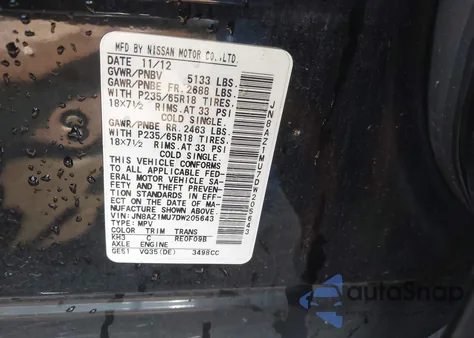 MFD BY NISSAN MOTOR CO.,LTD.
DATE 11/12
GVWR/PNBV 5133 LBS.
GAWR/PNBE FR. 2688 LBS.
WITH P235/65R18 TIRES.
18x7½ RIMS.AT 33 PSI
COLD SINGLE.
GAWR/PNBE RR. 2463 LBS.
WITH P235/65R18 TIRES.
18x7½ RIMS.AT 33 PSI
COLD SINGLE.
THIS VEHICLE CONFORMS
TO ALL APPLICABLE FED-
ERAL MOTOR VEHICLE SA-
FETY AND THEFT PREVEN-
TION STANDARDS IN EFF-
ECT ON THE DATE OF MA-
NUFACTURE SHOWN ABOVE.
VIN:JN8AZ1MU7DW205643
TYPE: MPV
COLOR TRIM TRANS
KH3 C RE0F09B
AXLE ENGINE
GE51 VQ35(DE) 3498CC
JN8AZ1MU7DW205643
autoSnap